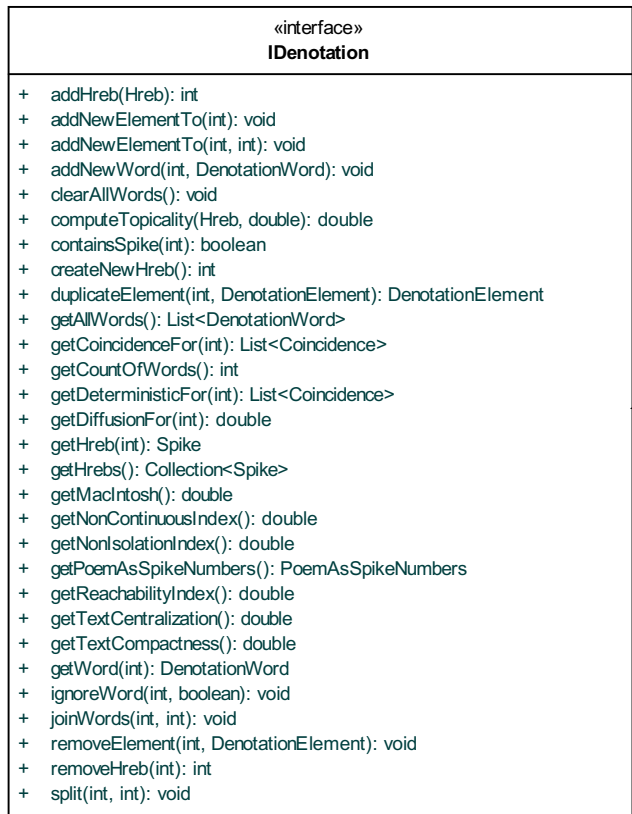 «interface»
IDenotation
+ addHreb(Hreb): int
+ addNewElementTo(int): void
+ addNewElementTo(int, int): void
+ addNewWord(int, DenotationWord): void
+ clearAllWords(): void
+ computeTopicality(Hreb, double): double
+ containsSpike(int): boolean
+ createNewHreb(): int
+ duplicateElement(int, DenotationElement): DenotationElement
+ getAllWords(): List<DenotationWord>
+ getCoincidenceFor(int): List<Coincidence>
+ getCountOfWords(): int
+ getDeterministicFor(int): List<Coincidence>
+ getDiffusionFor(int): double
+ getHreb(int): Spike
+ getHrebs(): Collection<Spike>
+ getMacIntosh(): double
+ getNonContinuousIndex(): double
+ getNonIsolationIndex(): double
+ getPoemAsSpikeNumbers(): PoemAsSpikeNumbers
+ getReachabilityIndex(): double
+ getTextCentralization(): double
+ getTextCompactness(): double
+ getWord(int): DenotationWord
+ ignoreWord(int, boolean): void
+ joinWords(int, int): void
+ removeElement(int, DenotationElement): void
+ removeHreb(int): int
+ split(int, int): void